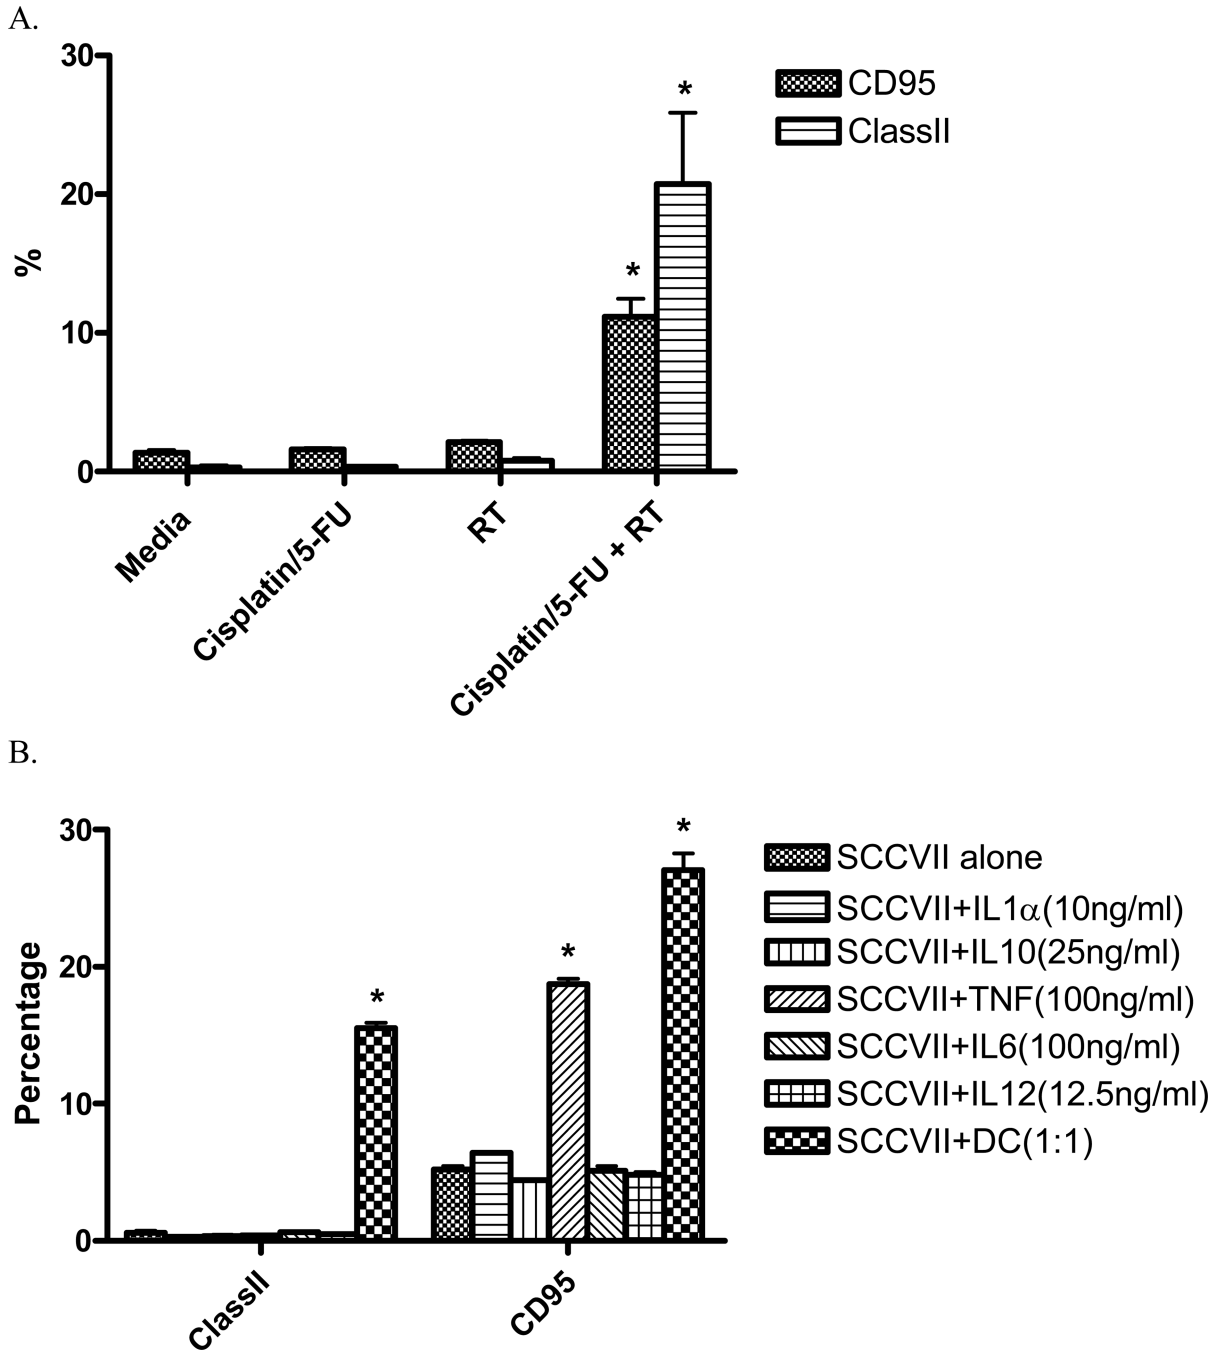 A.
30
20
10
0
%
*
*
CD95
ClassII
Media
Cisplatin/5-FU
RT
Cisplatin/5-FU + RT
B.
30
20
10
0
Percentage
*
*
*
SCCVII alone
SCCVII+IL1α(10ng/ml)
SCCVII+IL10(25ng/ml)
SCCVII+TNF(100ng/ml)
SCCVII+IL6(100ng/ml)
SCCVII+IL12(12.5ng/ml)
SCCVII+DC(1:1)
ClassII
CD95